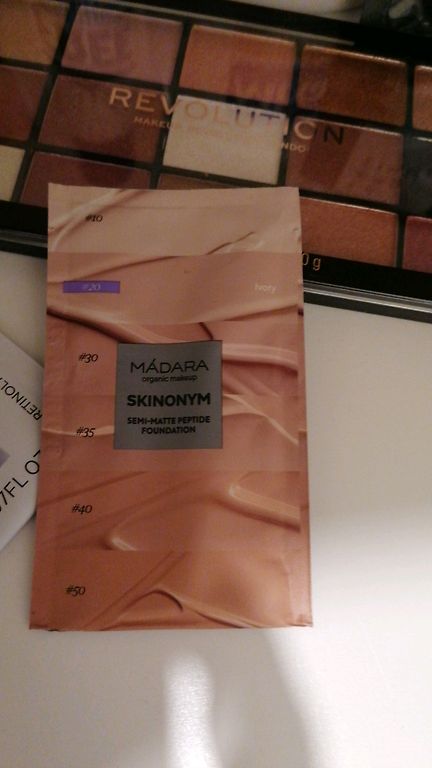 REVOLUTION
#10
#20
Ivory
#30
MÁDARA
organic makeup
SKINONYM
SEMI-MATTE PEPTIDE
FOUNDATION
#35
#40
#50